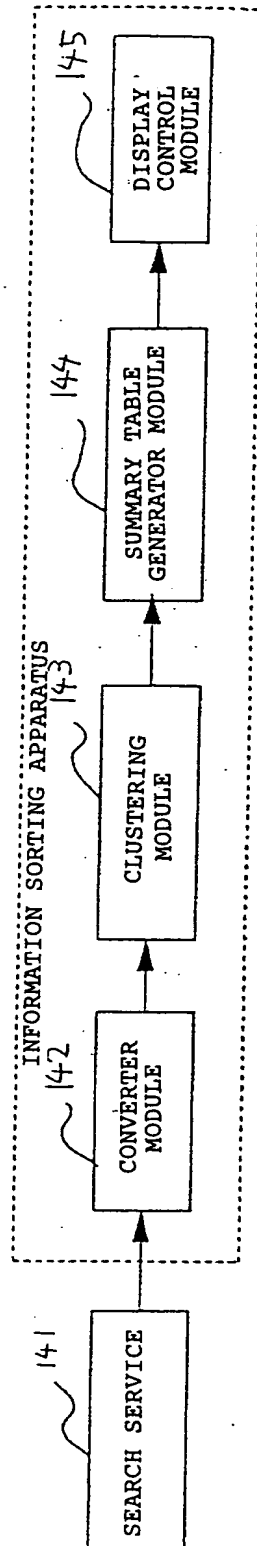 INFORMATION SORTING APPARATUS
141
SEARCH SERVICE
142
CONVERTER
MODULE
143
CLUSTERING
MODULE
144
SUMMARY TABLE
GENERATOR MODULE
145
DISPLAY
CONTROL
MODULE